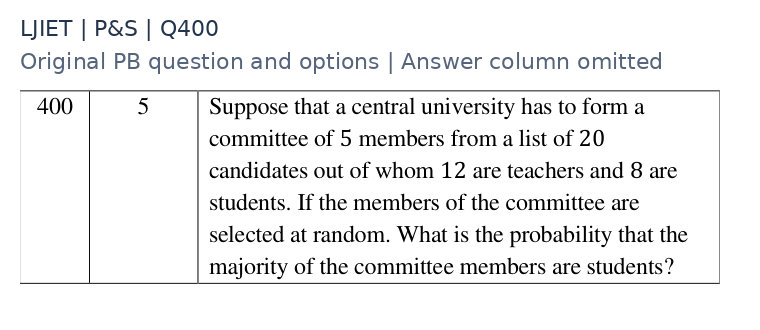 LJIET | P&S | Q400
Original PB question and options | Answer column omitted
400 5 Suppose that a central university has to form a
committee of 5 members from a list of 20
candidates out of whom 12 are teachers and 8 are
students. If the members of the committee are
selected at random. What is the probability that the
majority of the committee members are students?